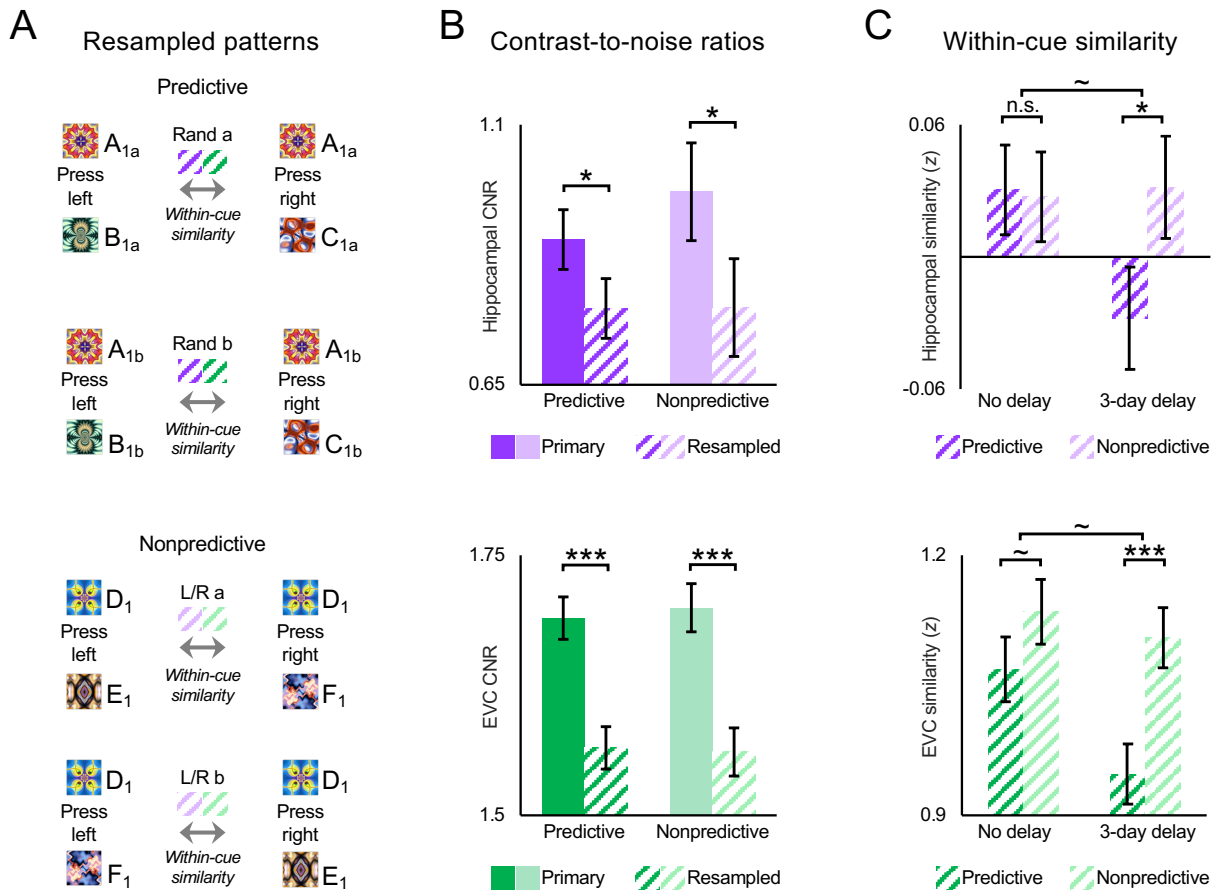 A
Resampled patterns
Predictive
A1a Rand a A1a
Press left Press right
Within-cue similarity
B1a C1a
A1b Rand b A1b
Press left Press right
Within-cue similarity
B1b C1b
Nonpredictive
D1 L/R a D1
Press left Press right
Within-cue similarity
E1 F1
D1 L/R b D1
Press left Press right
Within-cue similarity
F1 E1
B
Contrast-to-noise ratios
Hippocampal CNR
1.1
0.65
* *
Predictive Nonpredictive
Primary Resampled
EVC CNR
1.75
1.5
*** ***
Predictive Nonpredictive
Primary Resampled
C
Within-cue similarity
Hippocampal similarity (z)
0.06
-0.06
~
n.s. *
No delay 3-day delay
Predictive Nonpredictive
EVC similarity (z)
1.2
0.9
~
~ ***
No delay 3-day delay
Predictive Nonpredictive